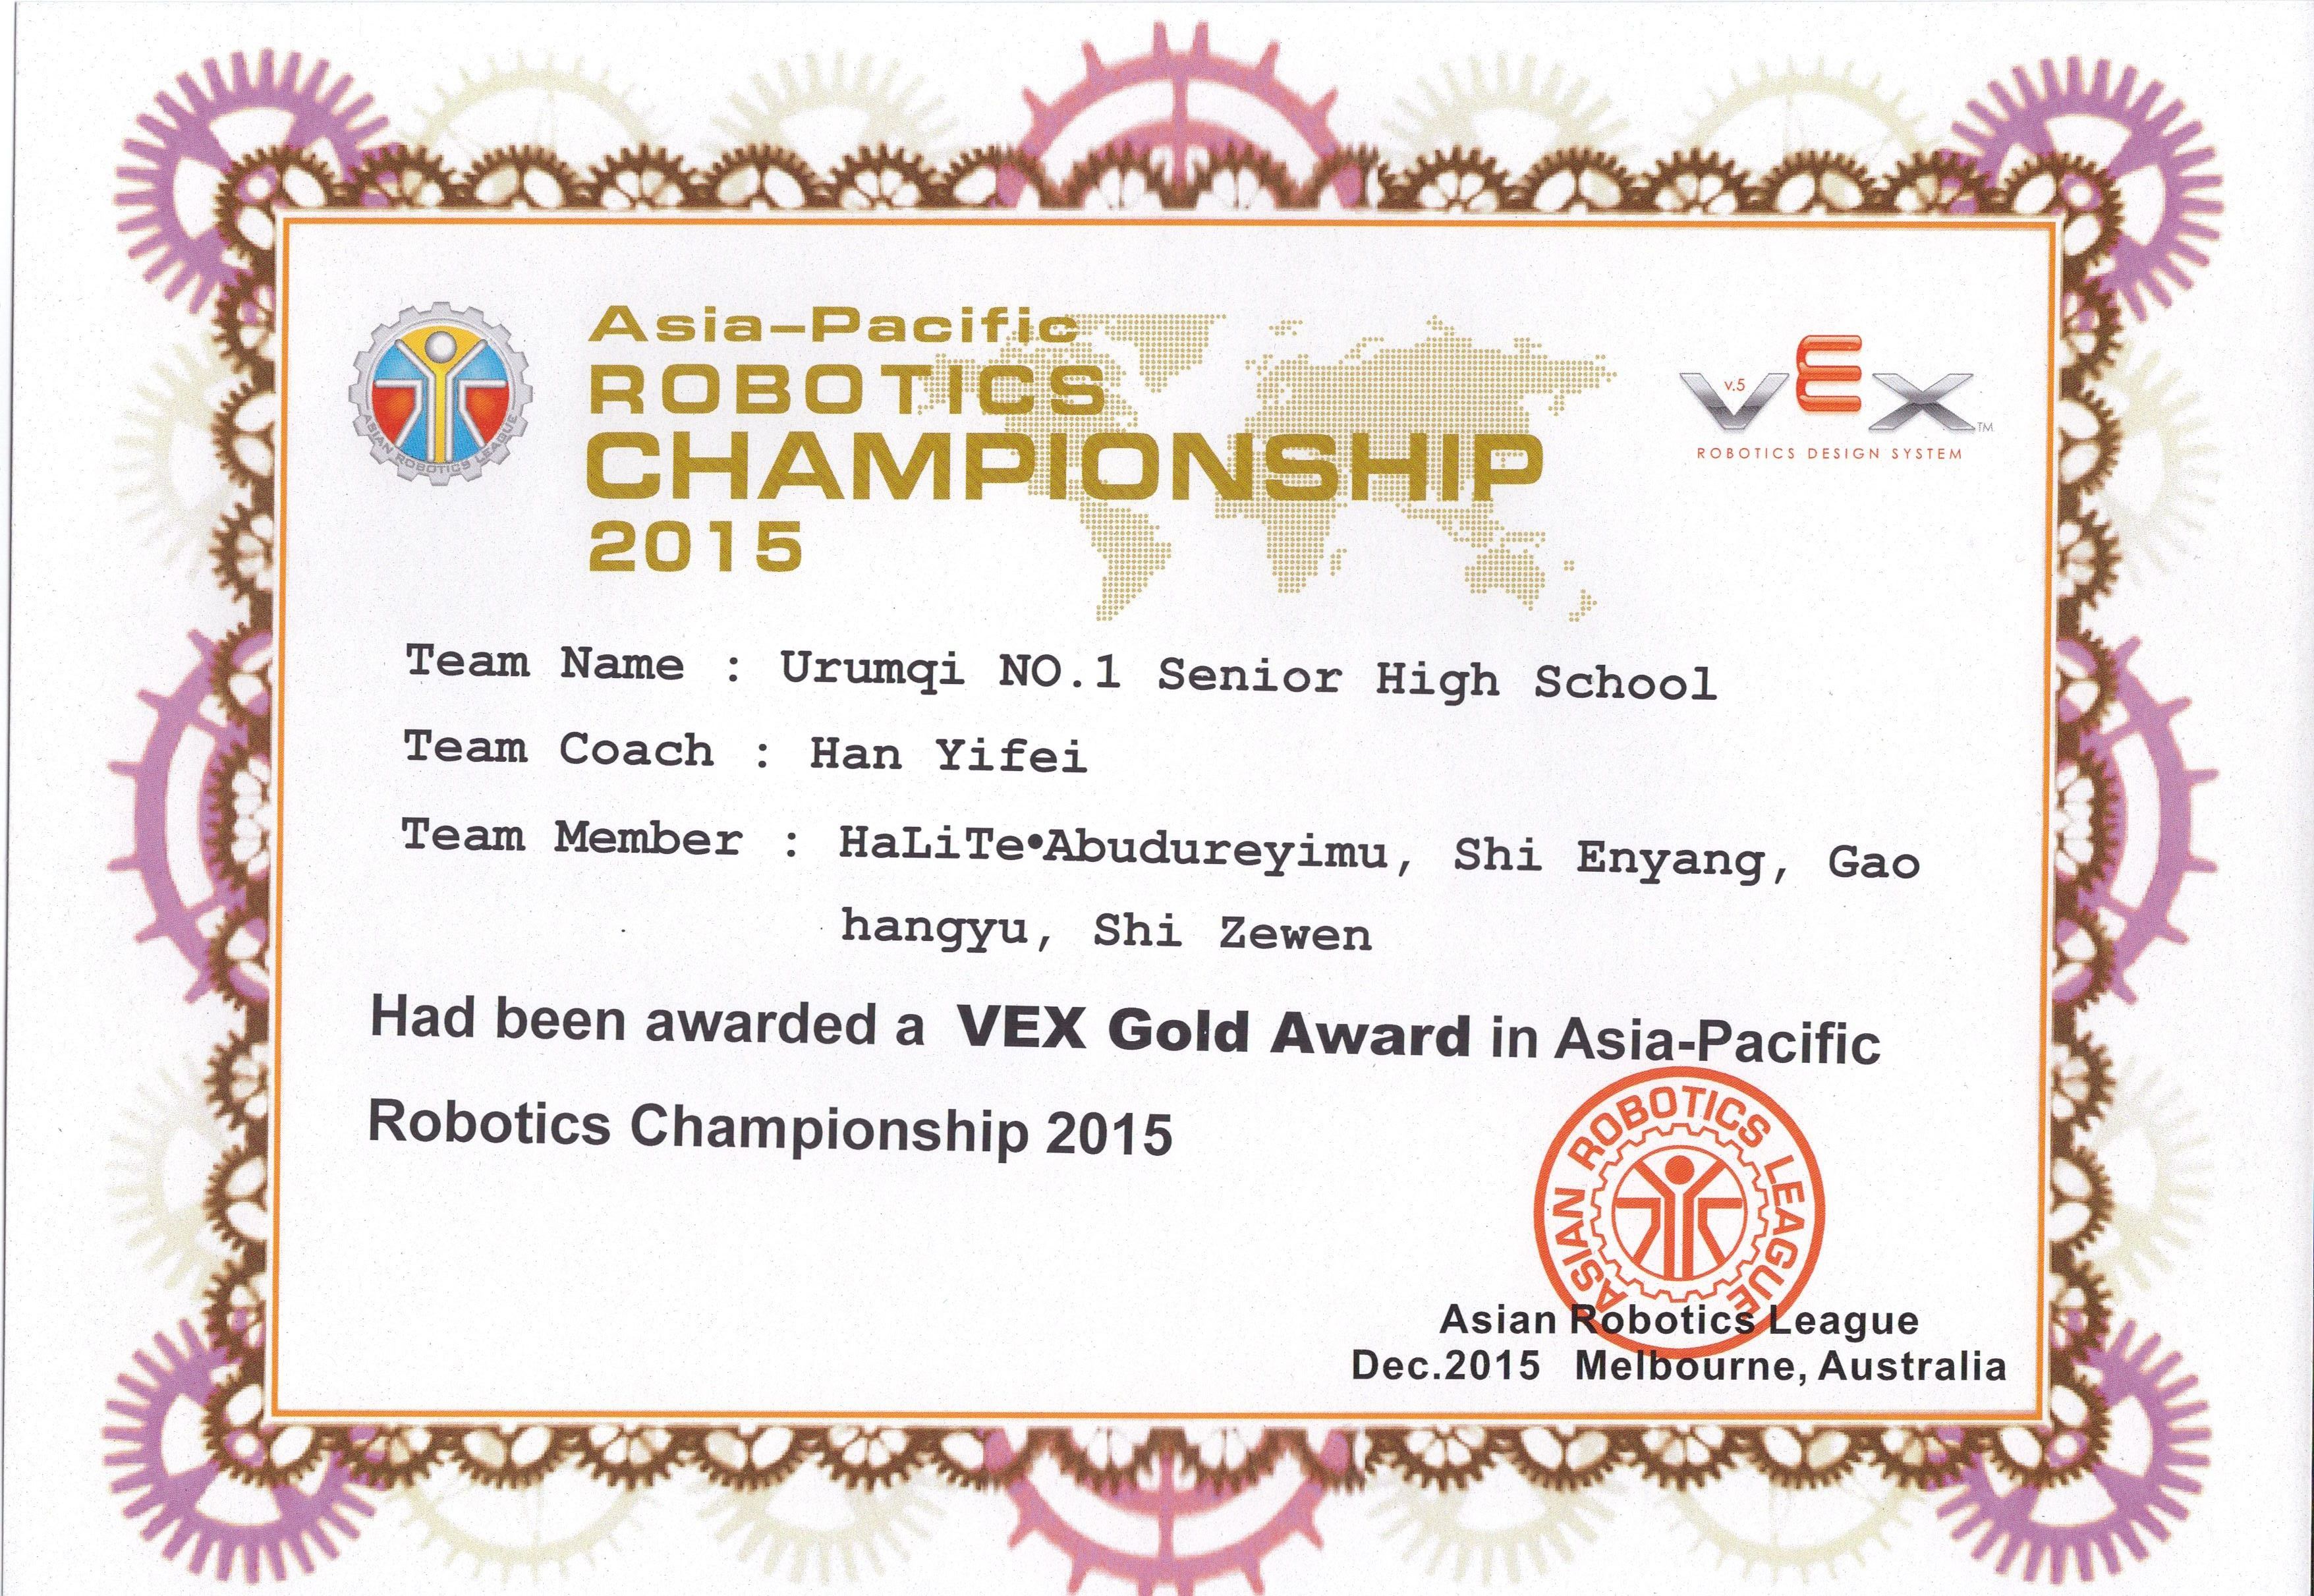 Asia-Pacific
ROBOTICS
CHAMPIONSHIP
2015
ASIAN ROBOTICS LEAGUE
v.5
VEX TM
ROBOTICS DESIGN SYSTEM
Team Name : Urumqi NO.1 Senior High School
Team Coach : Han Yifei
Team Member : HaLiTe•Abudureyimu, Shi Enyang, Gao
hangyu, Shi Zewen
Had been awarded a VEX Gold Award in Asia-Pacific
Robotics Championship 2015
ASIAN ROBOTICS LEAGUE
Asian Robotics League
Dec.2015 Melbourne, Australia